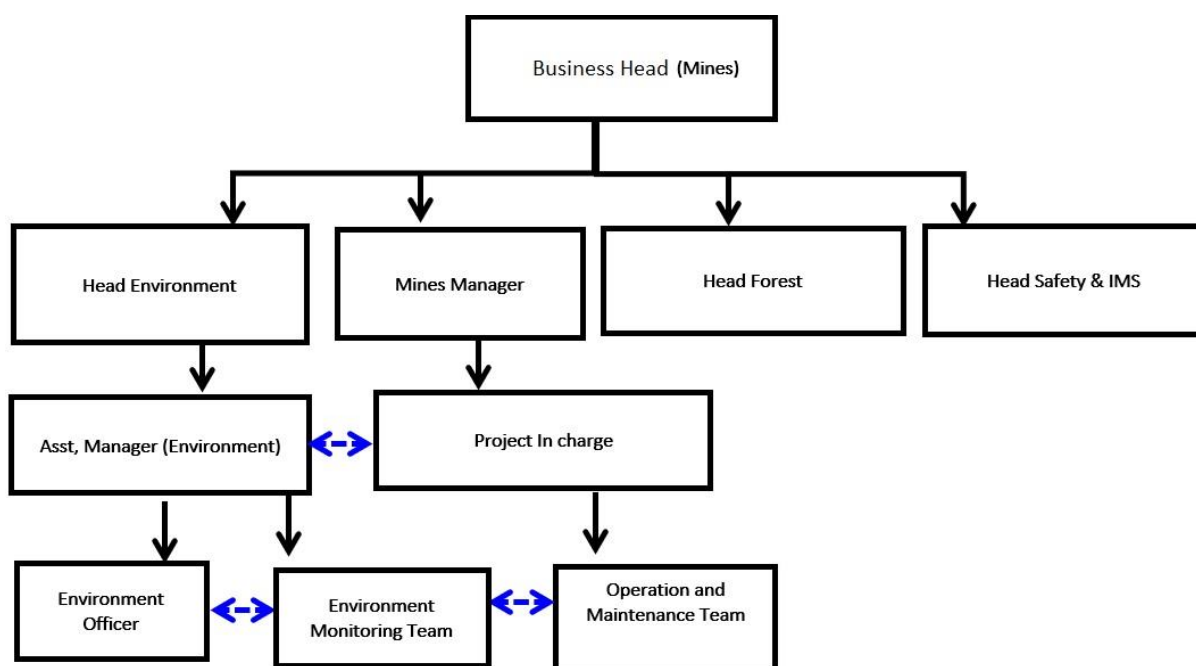 Business Head (Mines)
Head Environment
Mines Manager
Head Forest
Head Safety & IMS
Asst, Manager (Environment)
Project In charge
Environment
Officer
Environment
Monitoring Team
Operation and
Maintenance Team